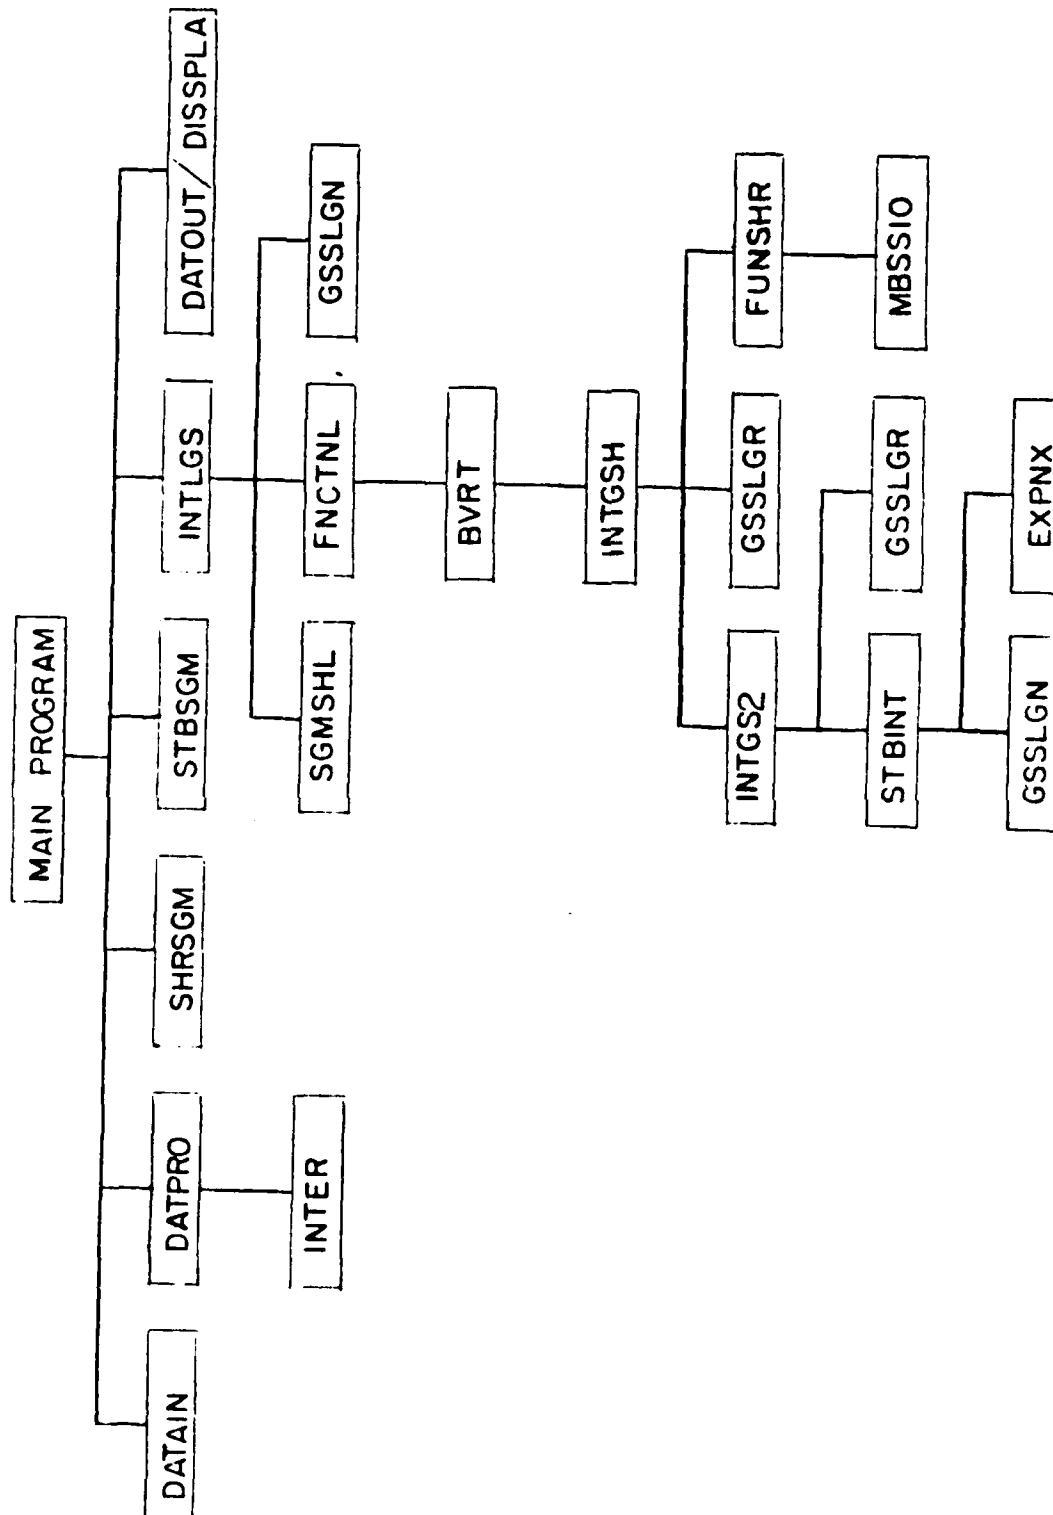 MAIN PROGRAM
DATAIN
DATPRO
SHRSGM
STBSGM
INTLGS
DATOUT/DISSPLA
INTER
SGMSHL
FNCTNL
GSSLGN
BVRT
INTGSH
INTGS2
GSSLGR
FUNSHR
STBINT
GSSLGR
MBSSIO
GSSLGN
EXPNX